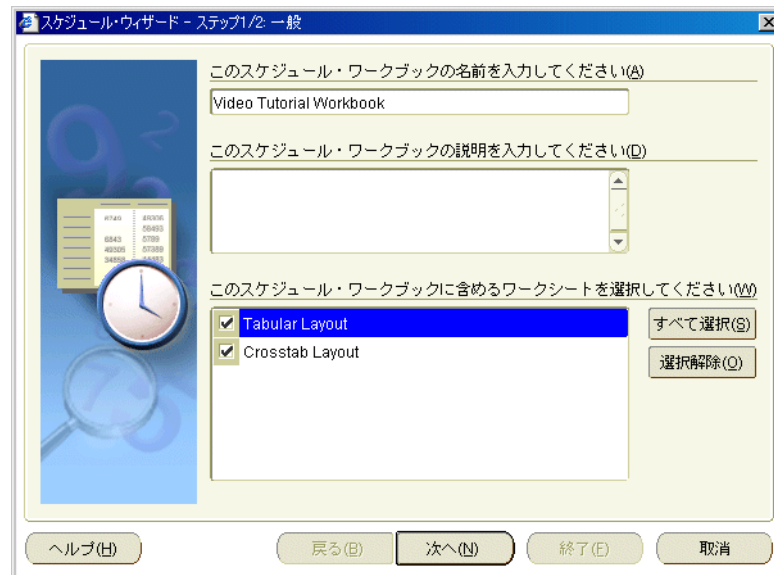 スケジュール・ウィザード - ステップ1/2: 一般
このスケジュール・ワークブックの名前を入力してください(A)
Video Tutorial Workbook
このスケジュール・ワークブックの説明を入力してください(D)
このスケジュール・ワークブックに含めるワークシートを選択してください(W)
Tabular Layout
すべて選択(S)
Crosstab Layout
選択解除(O)
ヘルプ(H)
戻る(B)
次へ(N)
終了(F)
取消